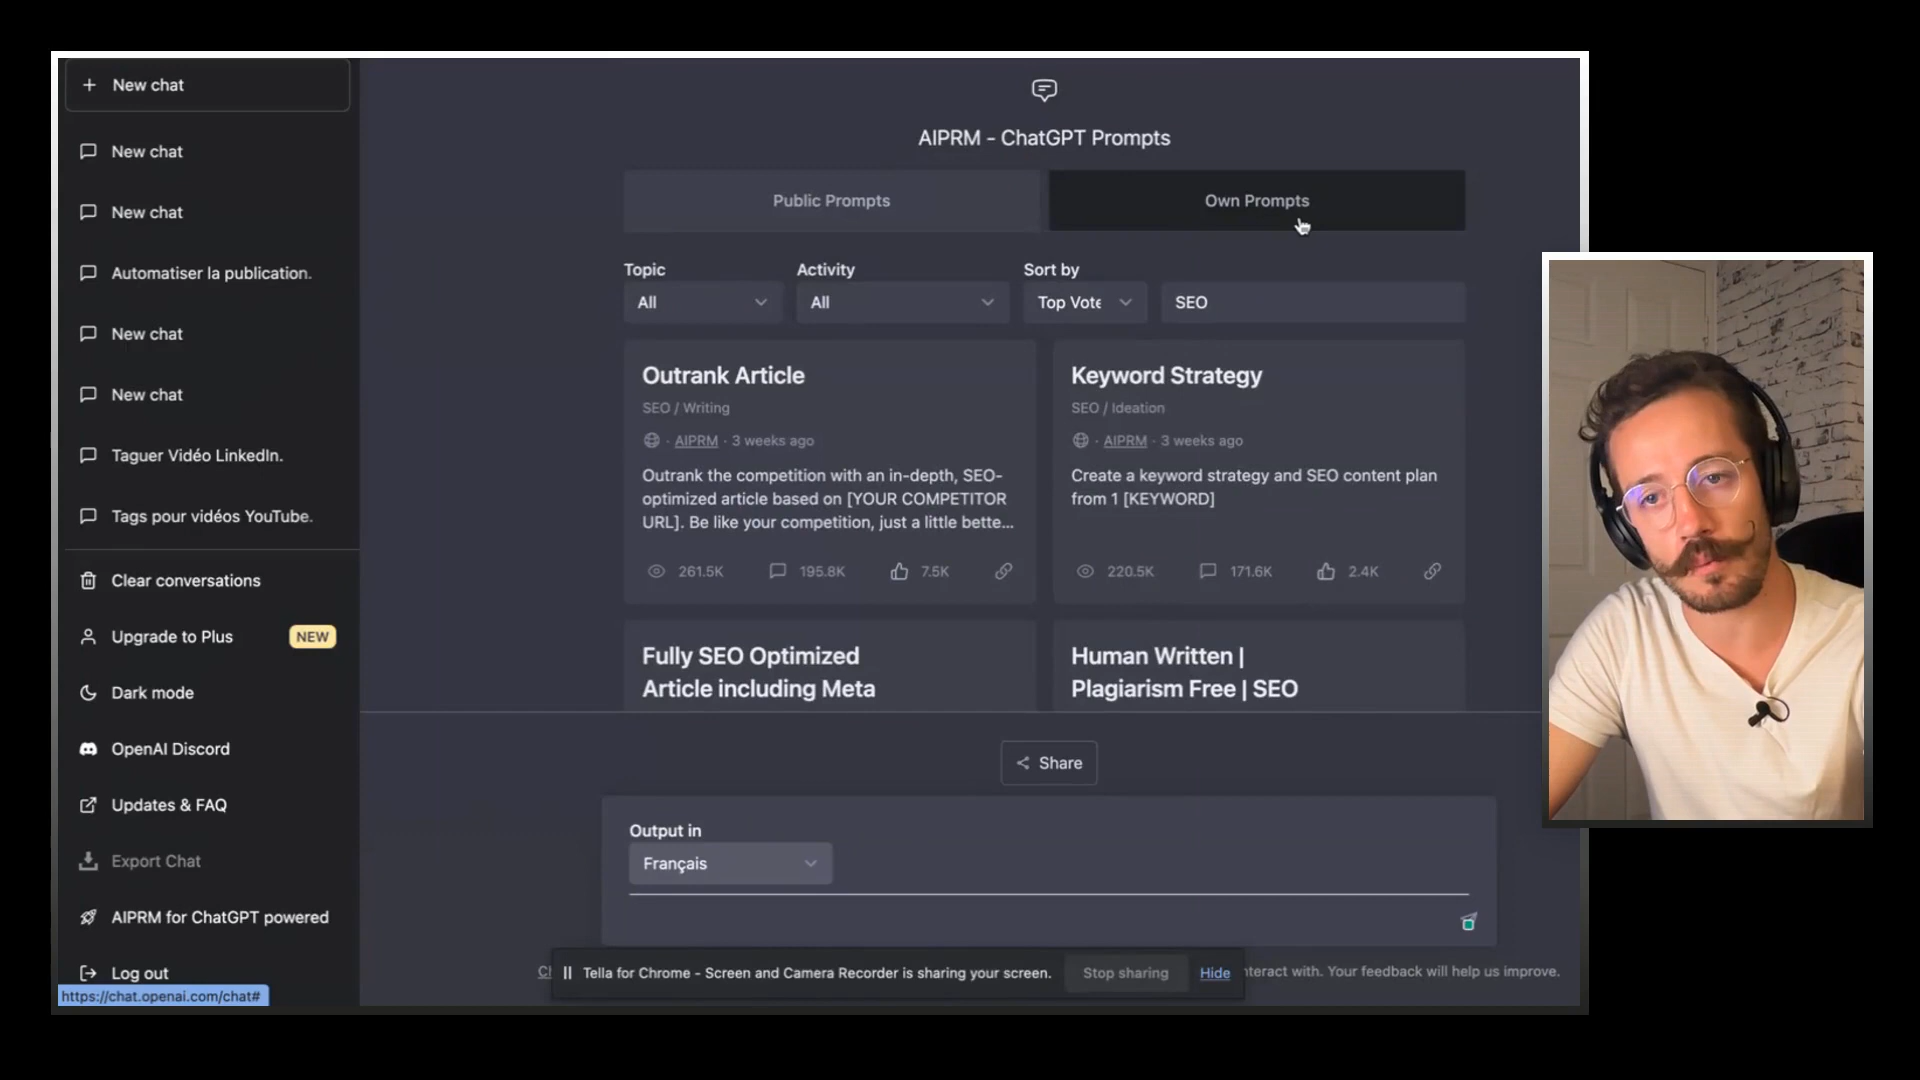 New chat
New chat
New chat
Automatiser la publication.
New chat
New chat
Taguer Vidéo LinkedIn.
Tags pour vidéos YouTube.
Clear conversations
Upgrade to Plus NEW
Dark mode
OpenAI Discord
Updates & FAQ
Export Chat
AIPRM for ChatGPT powered
Log out
https://chat.openai.com/chat#
AIPRM - ChatGPT Prompts
Public Prompts Own Prompts
Topic Activity Sort by
All All Top Vote SEO
Outrank Article
SEO / Writing
· AIPRM · 3 weeks ago
Outrank the competition with an in-depth, SEO-
optimized article based on [YOUR COMPETITOR
URL]. Be like your competition, just a little bette...
261.5K 195.8K 7.5K
Keyword Strategy
SEO / Ideation
· AIPRM · 3 weeks ago
Create a keyword strategy and SEO content plan
from 1 [KEYWORD]
220.5K 171.6K 2.4K
Fully SEO Optimized
Article including Meta
Human Written |
Plagiarism Free | SEO
Share
Output in
Français
Tella for Chrome - Screen and Camera Recorder is sharing your screen. Stop sharing Hide
. Your feedback will help us improve.